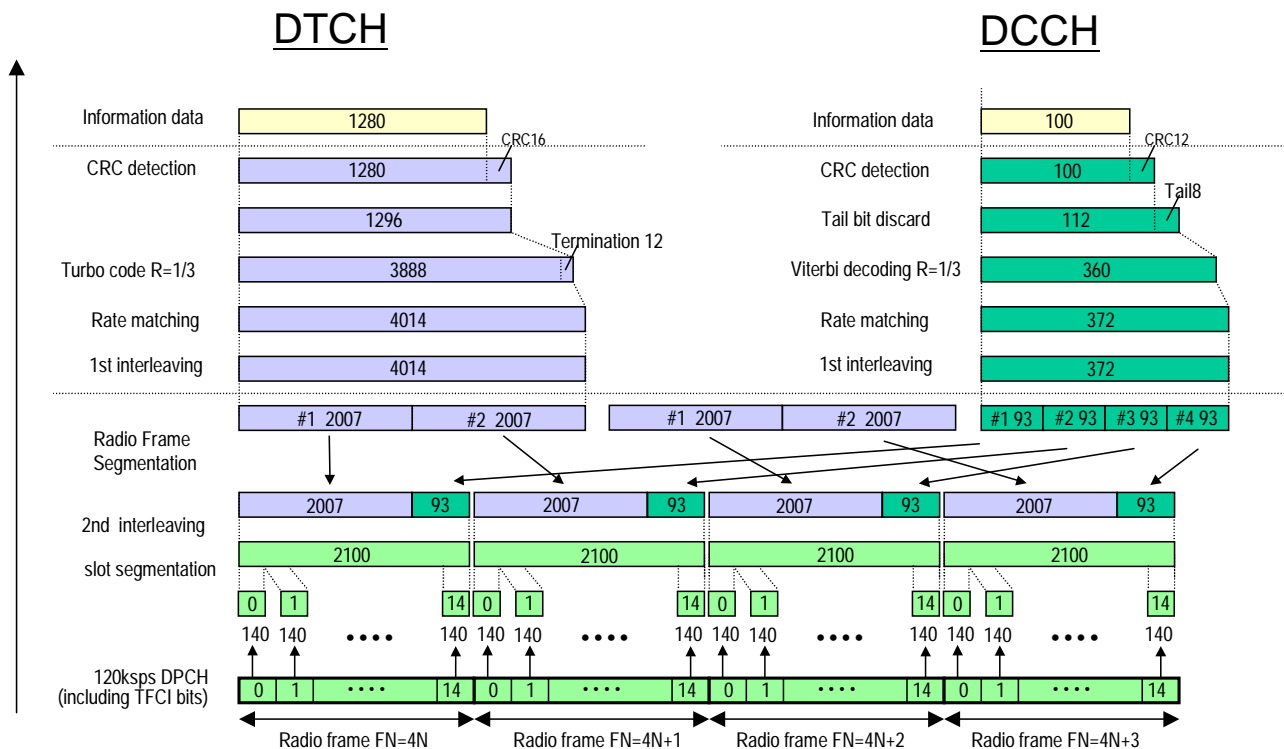 DTCH DCCH
Information data 1280 Information data 100
CRC16 CRC12
CRC detection 1280 CRC detection 100
Tail8
1296 Tail bit discard 112
Termination 12
Turbo code R=1/3 3888 Viterbi decoding R=1/3 360
Rate matching 4014 Rate matching 372
1st interleaving 4014 1st interleaving 372
#1 2007 #2 2007 #1 2007 #2 2007 #1 93 #2 93 #3 93 #4 93
Radio Frame
Segmentation
2007 93 2007 93 2007 93 2007 93
2nd interleaving
2100 2100 2100 2100
slot segmentation
0 1 14 0 1 14 0 1 14 0 1 14
140 140 •••• 140 140 140 •••• 140 140 140 •••• 140 140 140 •••• 140
120ksps DPCH
(including TFCI bits)
0 1 •••• 14 0 1 •••• 14 0 1 •••• 14 0 1 •••• 14
Radio frame FN=4N Radio frame FN=4N+1 Radio frame FN=4N+2 Radio frame FN=4N+3